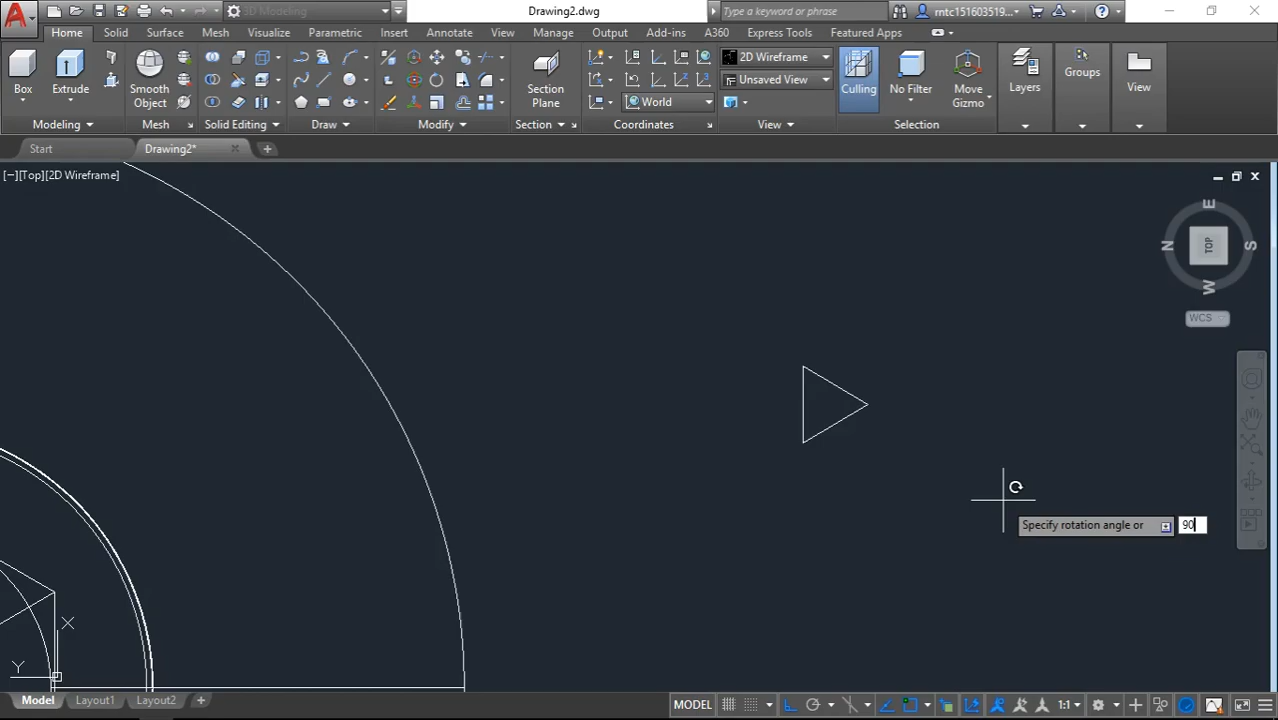 3D Modeling
Drawing2.dwg
Type a keyword or phrase
rntc151603519...
Home Solid Surface Mesh Visualize Parametric Insert Annotate View Manage Output Add-ins A360 Express Tools Featured Apps
Box
Extrude
Smooth Object
Section Plane
2D Wireframe
Unsaved View
World
Culling
No Filter
Move Gizmo
Layers
Groups
View
Modeling Mesh Solid Editing Draw Modify Section Coordinates View Selection
Start Drawing2*
[−][Top][2D Wireframe]
E
N TOP S
W
WCS
Specify rotation angle or 90
X
Y
Model Layout1 Layout2
MODEL 1:1